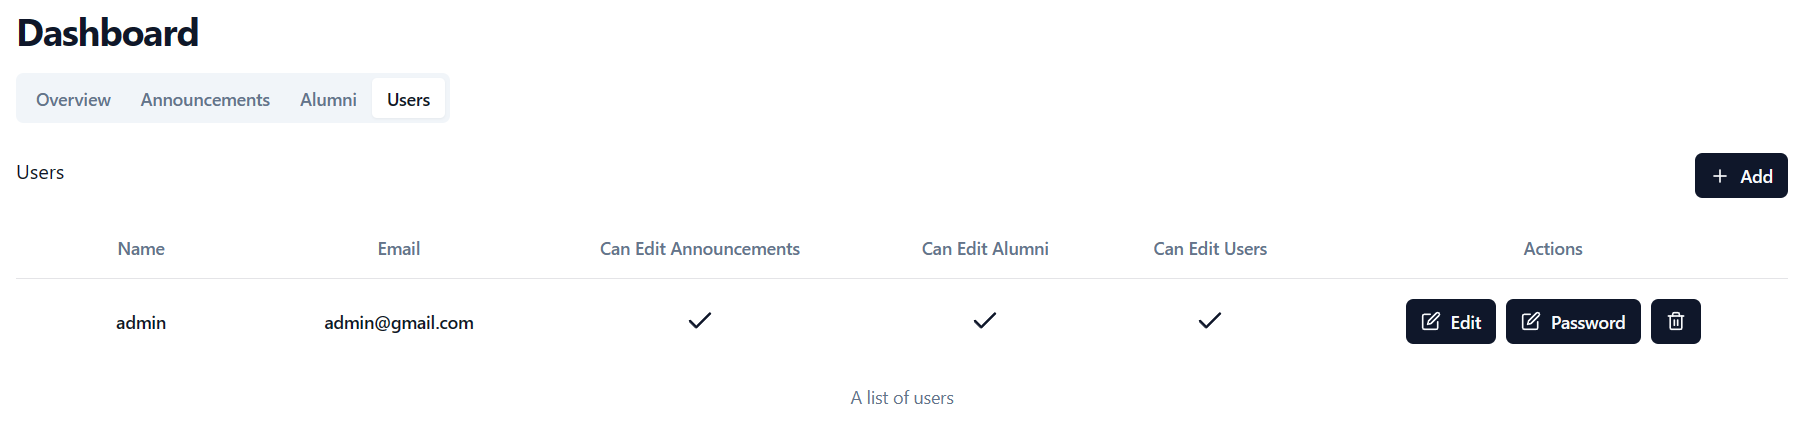 Dashboard
Overview Announcements Alumni Users
Users
Add
Name Email Can Edit Announcements Can Edit Alumni Can Edit Users Actions
admin admin@gmail.com Edit Password
A list of users